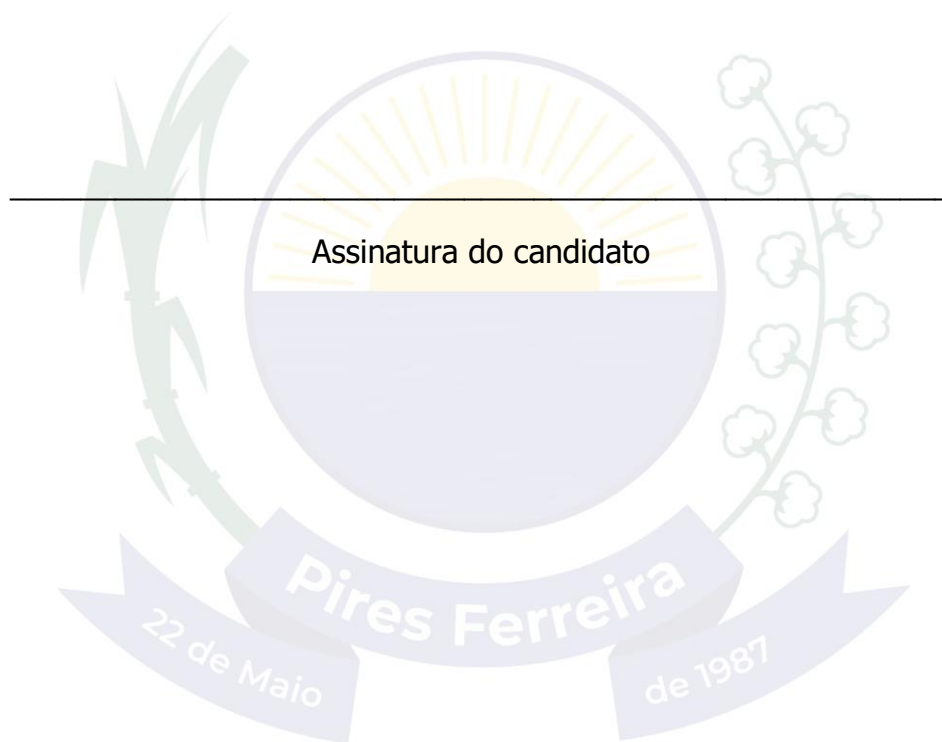 Assinatura do candidato
Pires Ferreira
22 de Maio
de 1987